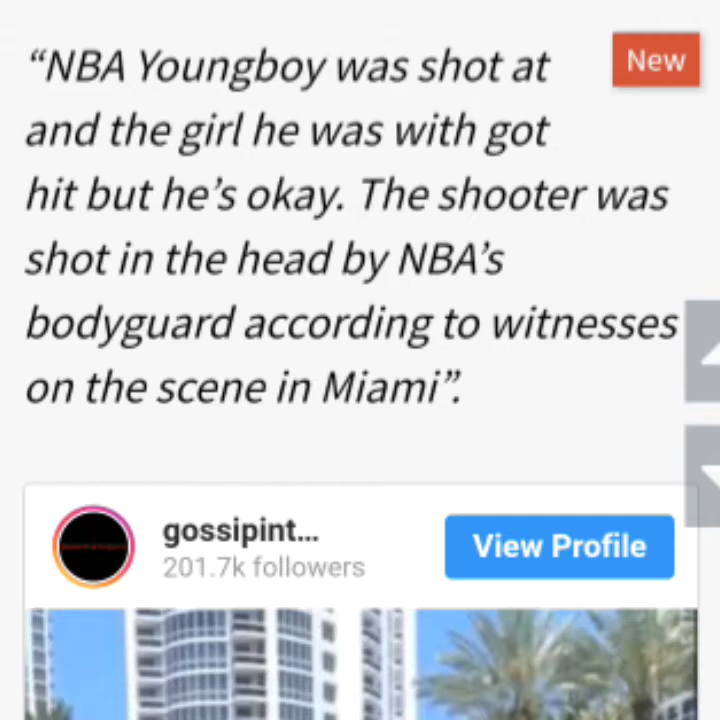 “NBA Youngboy was shot at
New
and the girl he was with got
hit but he’s okay. The shooter was
shot in the head by NBA’s
bodyguard according to witnesses
on the scene in Miami”.
gossipint...
201.7k followers
View Profile